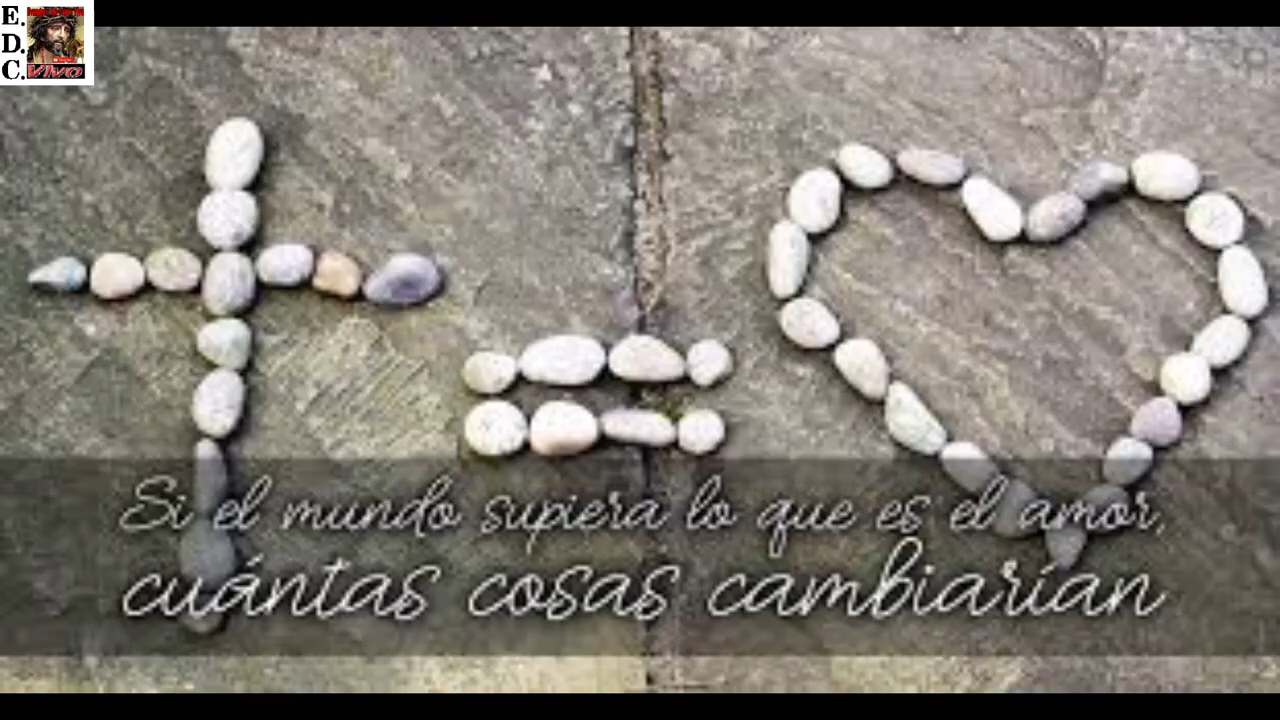 E.
D.
C.
Vivo
Si el mundo supiera lo que es el amor,
cuántas cosas cambiarían